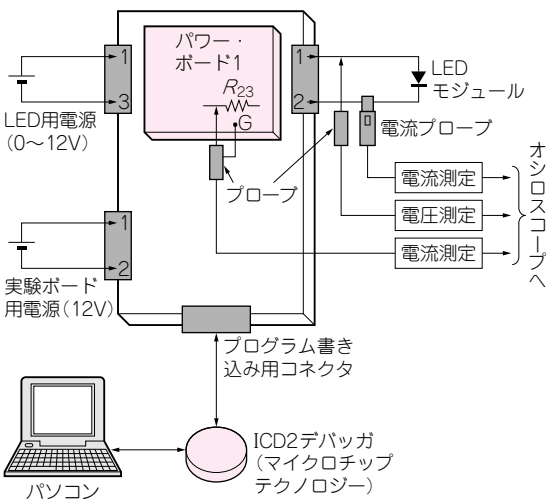 パワー・
ボード1
R23
G
1
3
1
2
LED
モジュール
LED用電源
(0〜12V)
電流プローブ
プローブ
電流測定
電圧測定
電流測定
オシロスコープへ
1
2
実験ボード
用電源(12V)
プログラム書き
込み用コネクタ
ICD2デバッガ
(マイクロチップ
テクノロジー)
パソコン